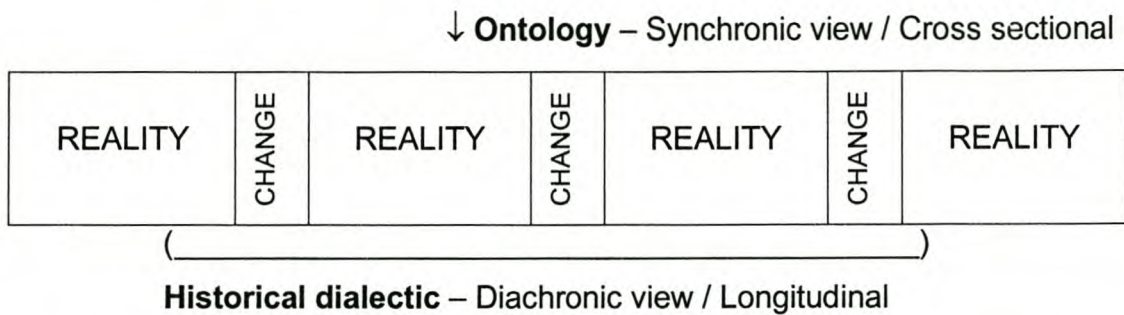 ↓ Ontology – Synchronic view / Cross sectional
REALITY CHANGE REALITY CHANGE REALITY CHANGE REALITY
Historical dialectic – Diachronic view / Longitudinal